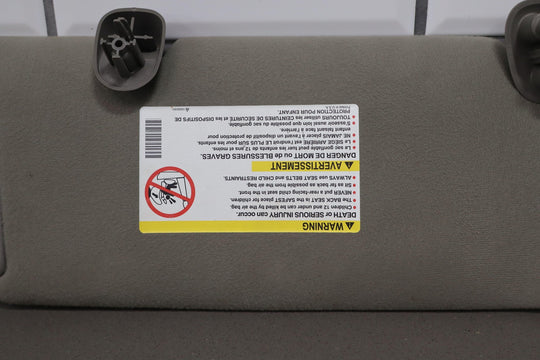 WARNING
DEATH or SERIOUS INJURY can occur.
• Children 12 and under can be killed by the air bag.
• The BACK SEAT is the SAFEST place for children.
• NEVER put a rear-facing child seat in the front.
• Sit as far back as possible from the air bag.
• ALWAYS use SEAT BELTS and CHILD RESTRAINTS.
AVERTISSEMENT
DANGER DE MORT ou de BLESSURES GRAVES.
• Le sac gonflable peut tuer les enfants de 12 ans et moins.
• Le SIÈGE ARRIÈRE est l'endroit LE PLUS SUR pour les enfants.
• NE JAMAIS placer à l'avant un dispositif de protection pour
enfant faisant face à l'arrière.
• S'asseoir aussi loin que possible du sac gonflable.
• TOUJOURS utiliser les CEINTURES DE SÉCURITÉ et les DISPOSITIFS DE
PROTECTION POUR ENFANT.